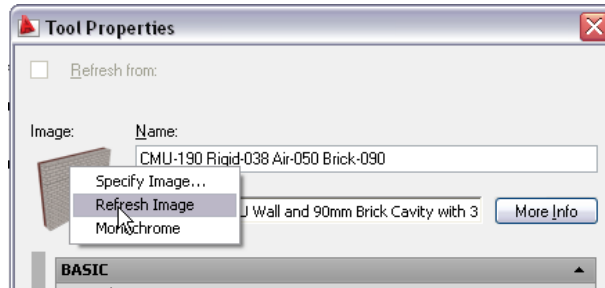 Tool Properties
Refresh from:
Image:
Name:
CMU-190 Rigid-038 Air-050 Brick-090
Specify Image...
Refresh Image
Monochrome
Wall and 90mm Brick Cavity with 3
More Info
BASIC